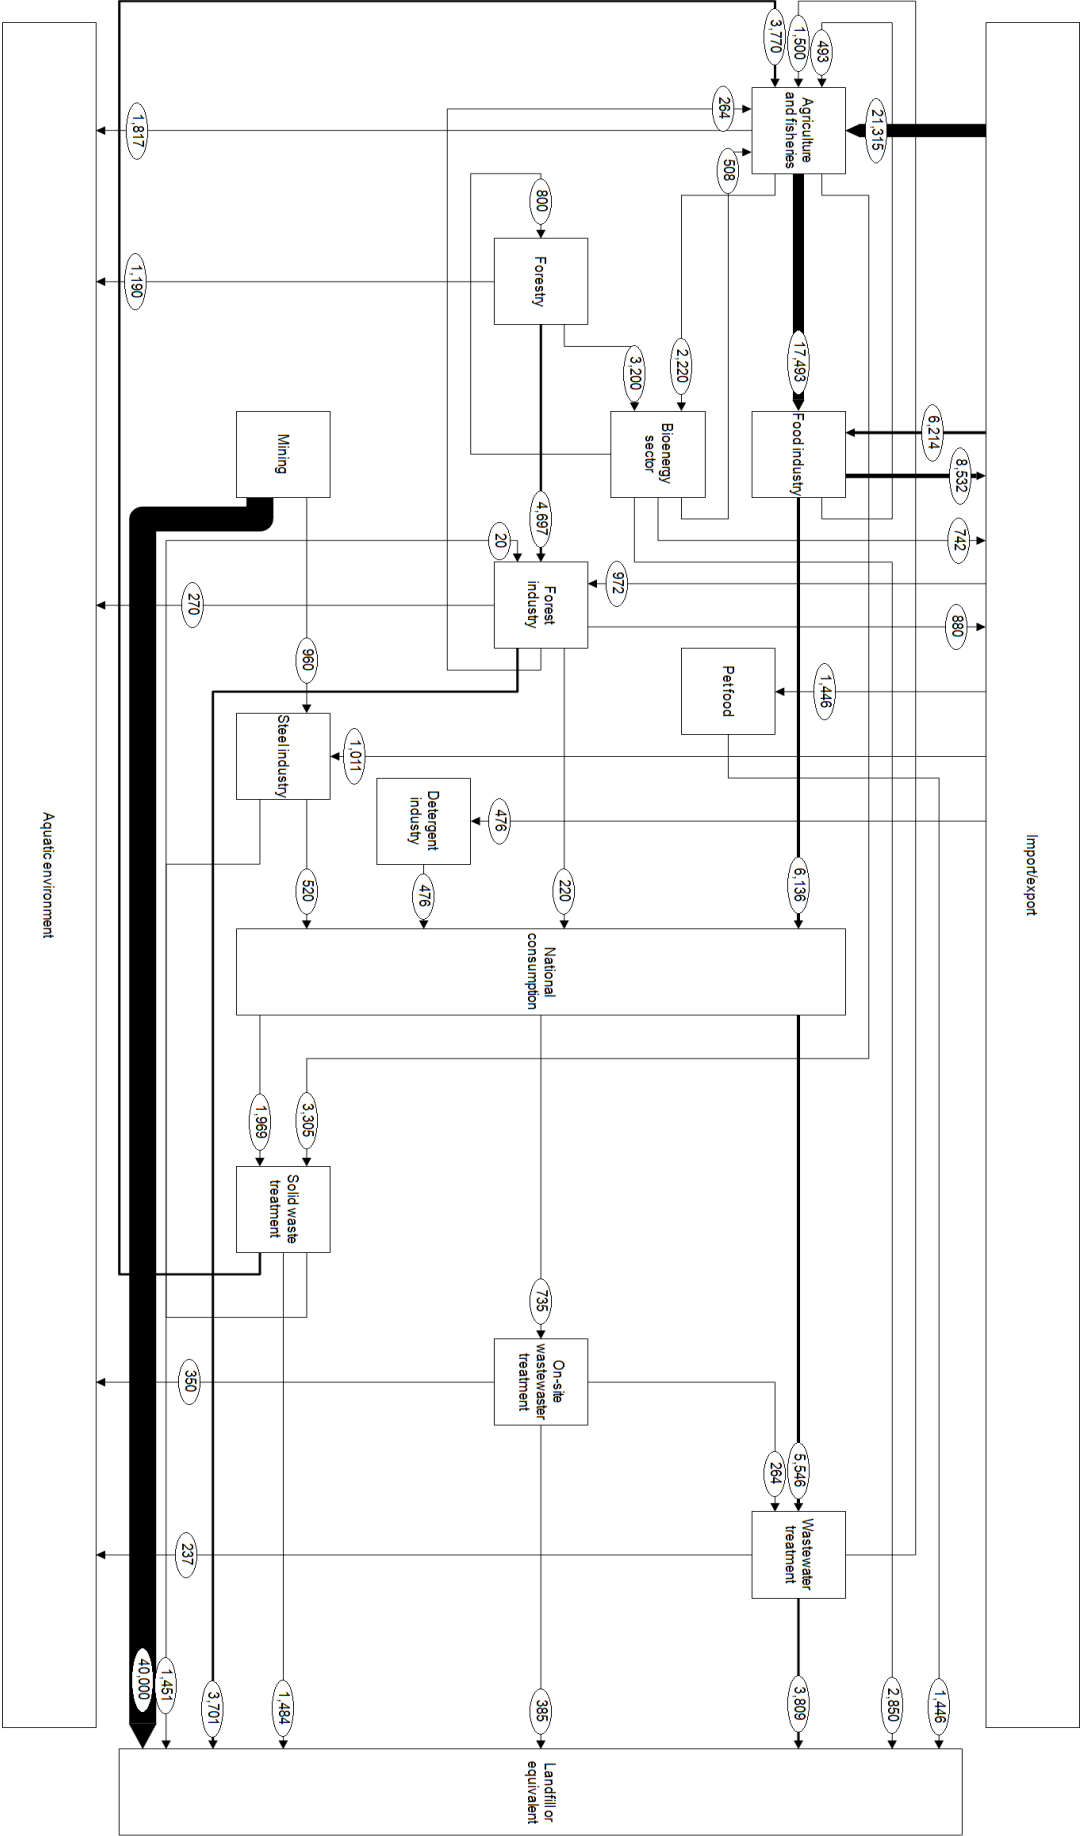 Import/export
21,315
6,214
8,532
742
972
880
1,446
1,011
476
493
1,500
3,770
Agriculture
and fisheries
264
508
17,493
Food industry
6,136
2,220
3,200
Bioenergy
sector
800
Forestry
4,697
Forest
industry
20
Pet food
220
Detergent
industry
476
Mining
960
Steel industry
520
National
consumption
5,546
264
Wastewater
treatment
735
On-site
wastewaster
treatment
3,305
1,969
Solid waste
treatment
1,446
2,850
3,809
385
1,484
3,701
1,451
40,000
Landfill or
equivalent
1,817
1,190
270
350
237
Aquatic environment